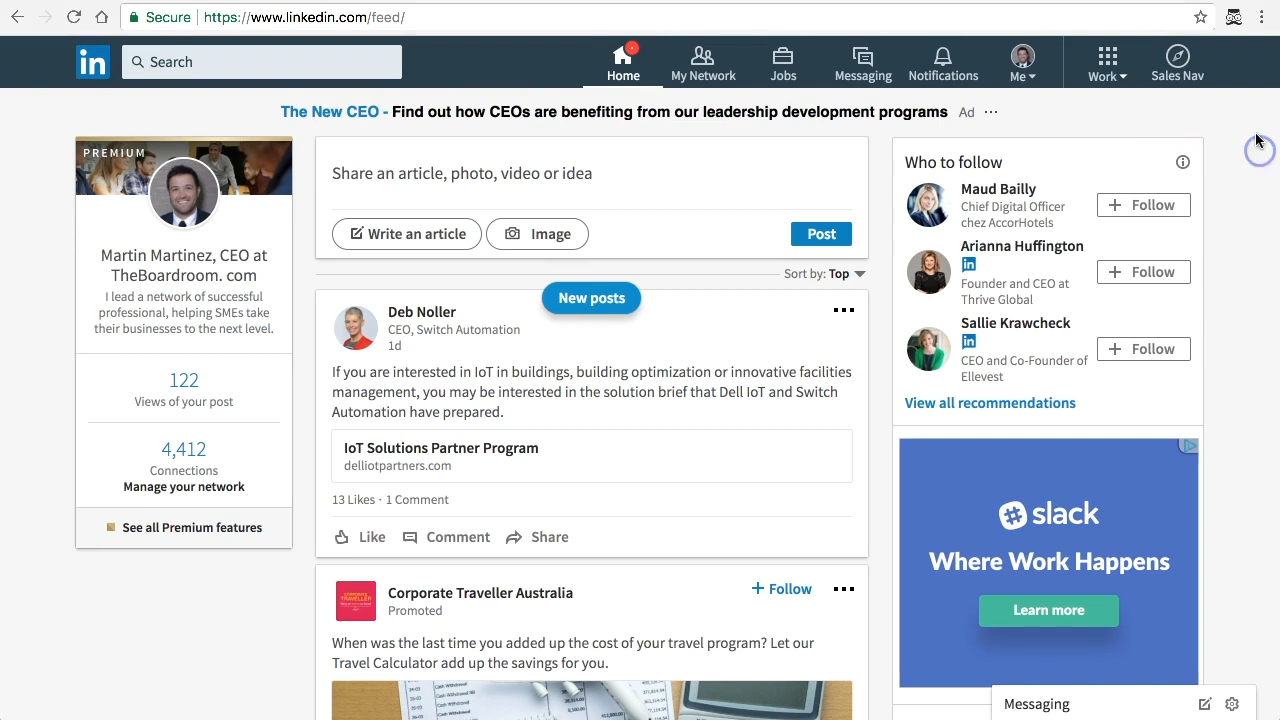 Secure https://www.linkedin.com/feed/
in Search Home My Network Jobs Messaging Notifications Me Work Sales Nav
The New CEO - Find out how CEOs are benefiting from our leadership development programs Ad
PREMIUM
Martin Martinez, CEO at
TheBoardroom. com
I lead a network of successful
professional, helping SMEs take
their businesses to the next level.
122
Views of your post
4,412
Connections
Manage your network
See all Premium features
Share an article, photo, video or idea
Write an article Image Post
Sort by: Top
New posts
Deb Noller
CEO, Switch Automation
1d
If you are interested in IoT in buildings, building optimization or innovative facilities
management, you may be interested in the solution brief that Dell IoT and Switch
Automation have prepared.
IoT Solutions Partner Program
delliotpartners.com
13 Likes · 1 Comment
Like Comment Share
CORPORATE
TRAVELLER
Corporate Traveller Australia
Promoted
+ Follow
When was the last time you added up the cost of your travel program? Let our
Travel Calculator add up the savings for you.
Who to follow
Maud Bailly
Chief Digital Officer
chez AccorHotels
+ Follow
Arianna Huffington
in
Founder and CEO at
Thrive Global
+ Follow
Sallie Krawcheck
in
CEO and Co-Founder of
Ellevest
+ Follow
View all recommendations
slack
Where Work Happens
Learn more
Messaging